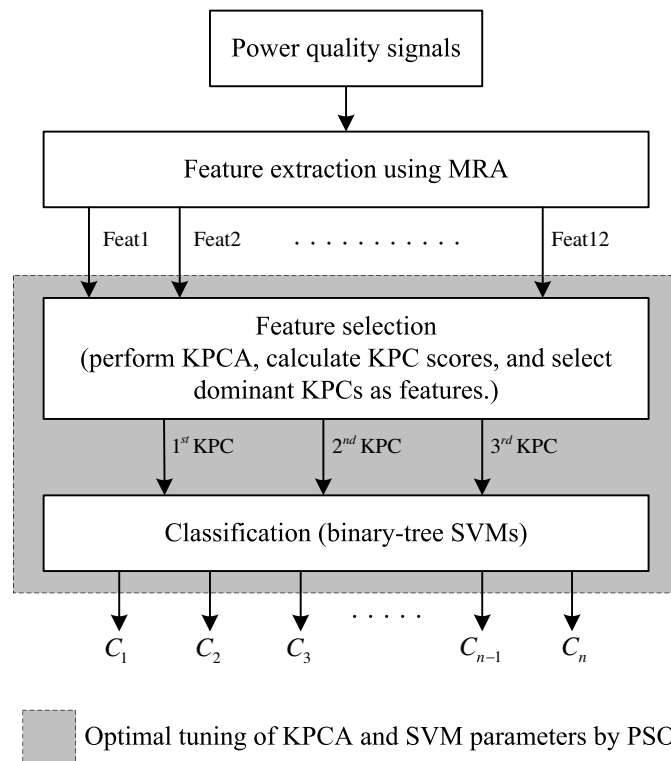 Power quality signals
Feature extraction using MRA
Feat1 Feat2 . . . . . . . . . . . Feat12
Feature selection
(perform KPCA, calculate KPC scores, and select
dominant KPCs as features.)
1st KPC 2nd KPC 3rd KPC
Classification (binary-tree SVMs)
. . . . .
C1 C2 C3 Cn−1 Cn
Optimal tuning of KPCA and SVM parameters by PSO